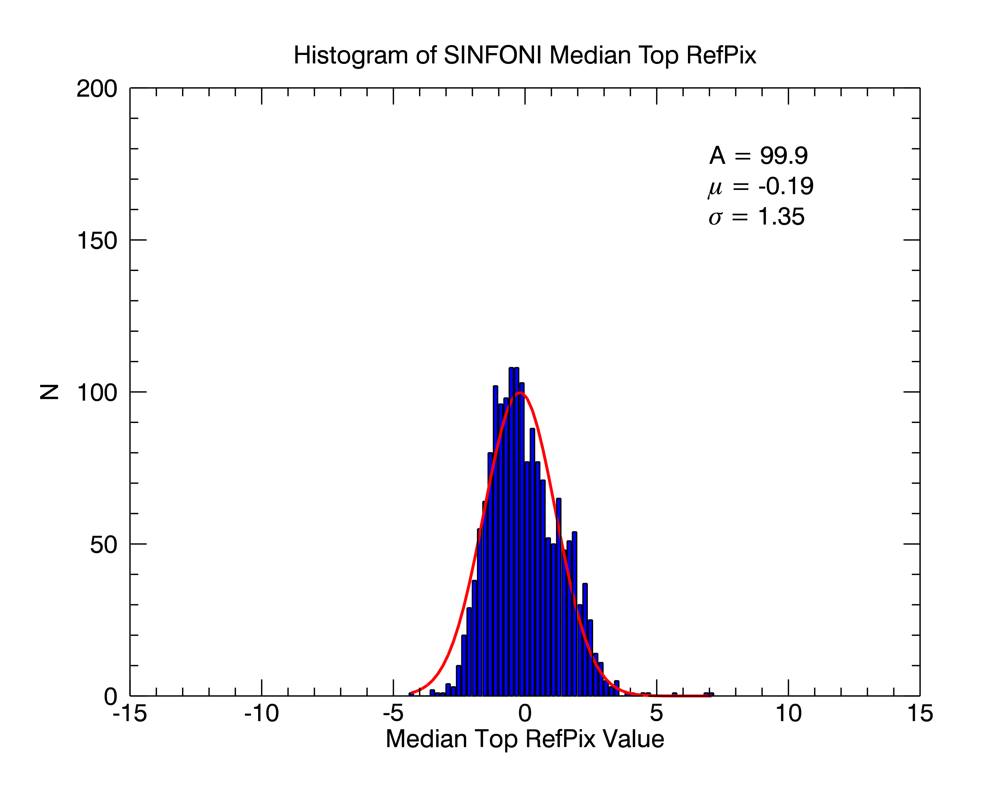 Histogram of SINFONI Median Top RefPix
200
150
100
50
0
N
A = 99.9
μ = -0.19
σ = 1.35
-15 -10 -5 0 5 10 15
Median Top RefPix Value